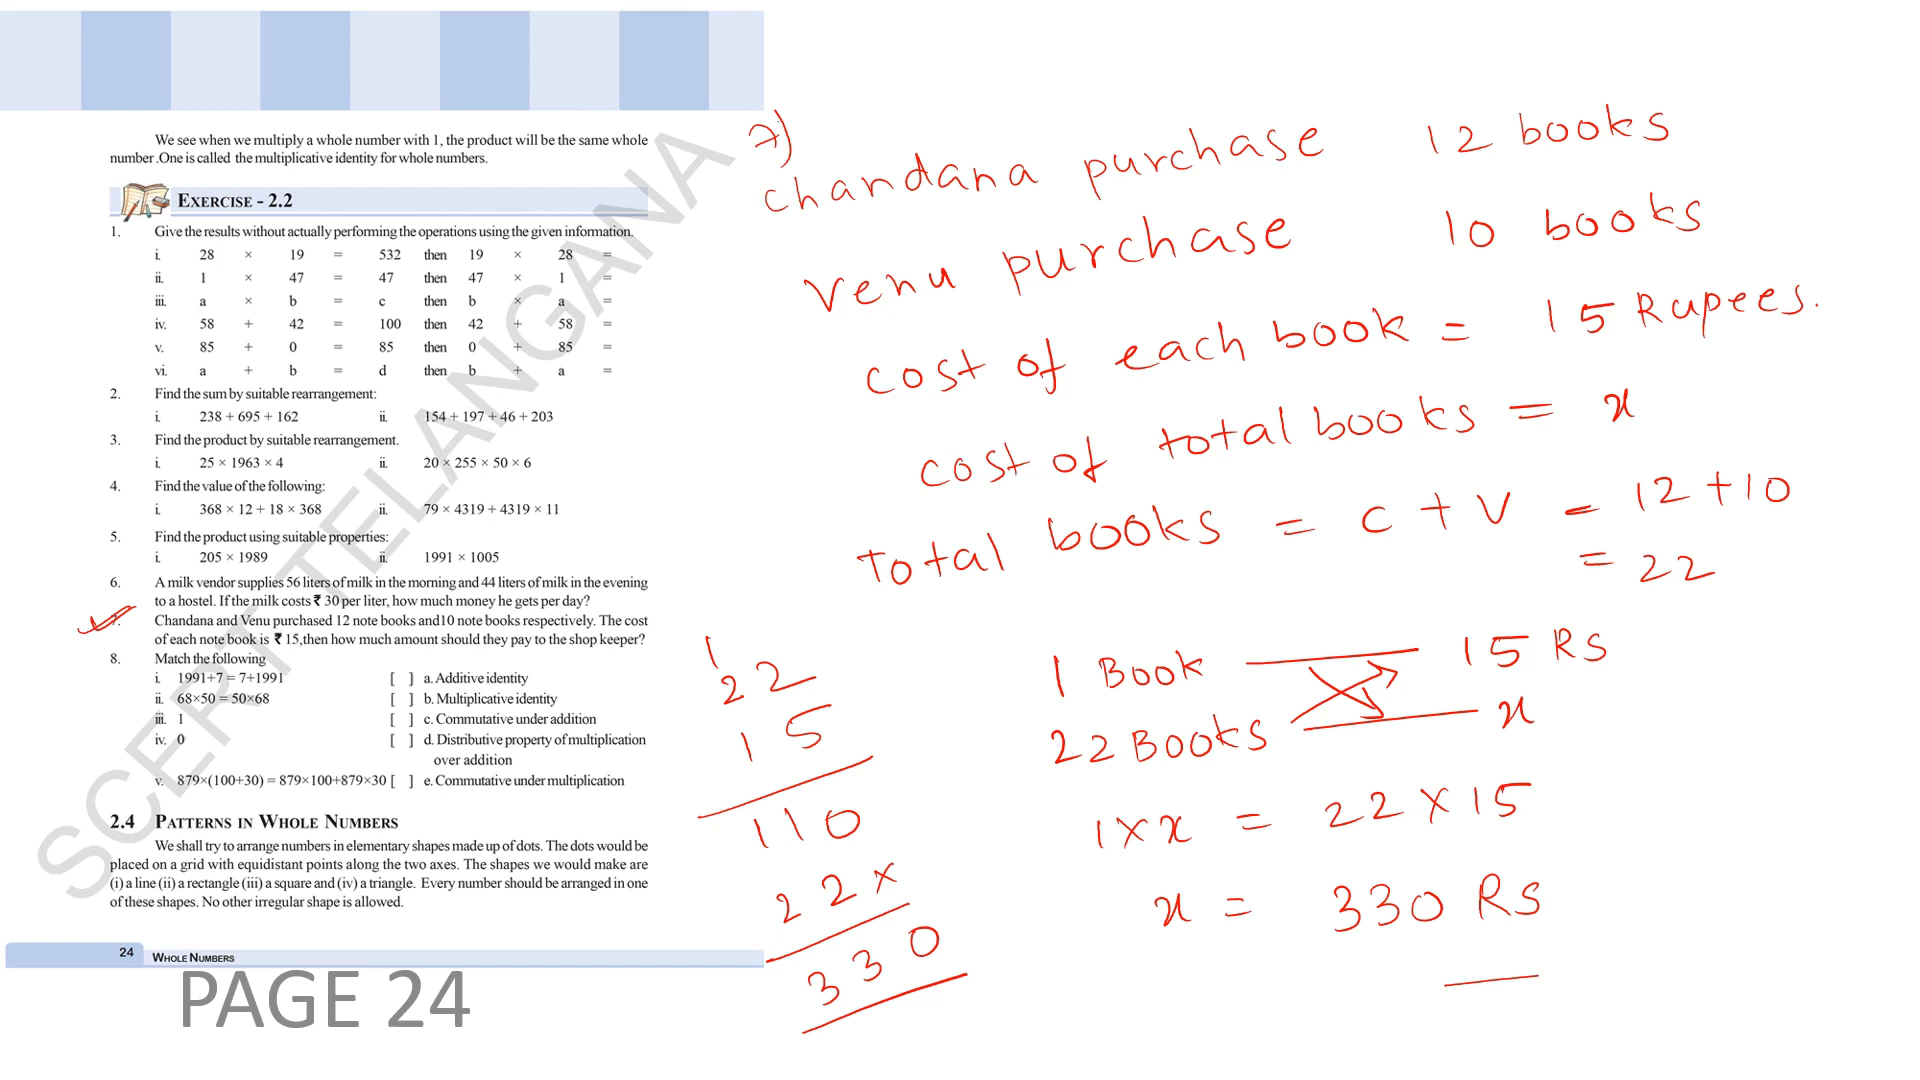 We see when we multiply a whole number with 1, the product will be the same whole
number .One is called the multiplicative identity for whole numbers.
EXERCISE - 2.2
1. Give the results without actually performing the operations using the given information.
i. 28 × 19 = 532 then 19 × 28 =
ii. 1 × 47 = 47 then 47 × 1 =
iii. a × b = c then b × a =
iv. 58 + 42 = 100 then 42 + 58 =
v. 85 + 0 = 85 then 0 + 85 =
vi. a + b = d then b + a =
2. Find the sum by suitable rearrangement:
i. 238 + 695 + 162 ii. 154 + 197 + 46 + 203
3. Find the product by suitable rearrangement.
i. 25 × 1963 × 4 ii. 20 × 255 × 50 × 6
4. Find the value of the following:
i. 368 × 12 + 18 × 368 ii. 79 × 4319 + 4319 × 11
5. Find the product using suitable properties:
i. 205 × 1989 ii. 1991 × 1005
6. A milk vendor supplies 56 liters of milk in the morning and 44 liters of milk in the evening
to a hostel. If the milk costs ₹ 30 per liter, how much money he gets per day?
7. Chandana and Venu purchased 12 note books and10 note books respectively. The cost
of each note book is ₹ 15,then how much amount should they pay to the shop keeper?
8. Match the following
i. 1991+7 = 7+1991 [ ] a. Additive identity
ii. 68×50 = 50×68 [ ] b. Multiplicative identity
iii. 1 [ ] c. Commutative under addition
iv. 0 [ ] d. Distributive property of multiplication
over addition
v. 879×(100+30) = 879×100+879×30 [ ] e. Commutative under multiplication
2.4 PATTERNS IN WHOLE NUMBERS
We shall try to arrange numbers in elementary shapes made up of dots. The dots would be
placed on a grid with equidistant points along the two axes. The shapes we would make are
(i) a line (ii) a rectangle (iii) a square and (iv) a triangle. Every number should be arranged in one
of these shapes. No other irregular shape is allowed.
24 WHOLE NUMBERS
PAGE 24
SCERT TELANGANA
7)
Chandana purchase 12 books
Venu purchase 10 books
cost of each book = 15 Rupees.
cost of total books = x
Total books = C + V = 12 + 10
= 22
1 Book 15 Rs
22 Books x
1 × x = 22 × 15
x = 330 Rs
1
22
15
110
22×
330